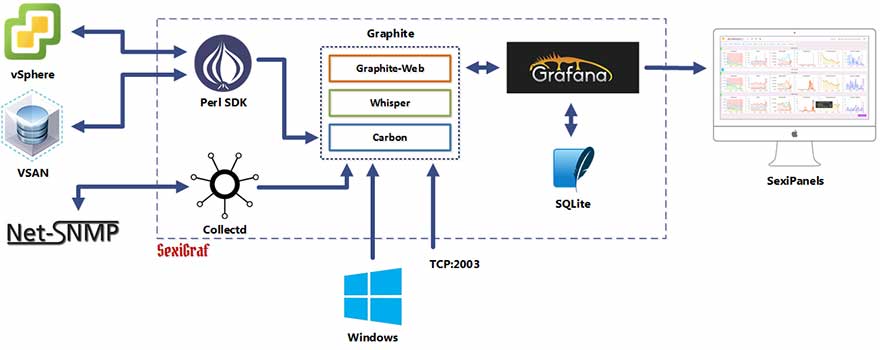 vSphere
VSAN
Net-SNMP
Perl SDK
Collectd
SexiGraf
Graphite
Graphite-Web
Whisper
Carbon
Grafana
SQLite
SexiPanels
TCP:2003
Windows